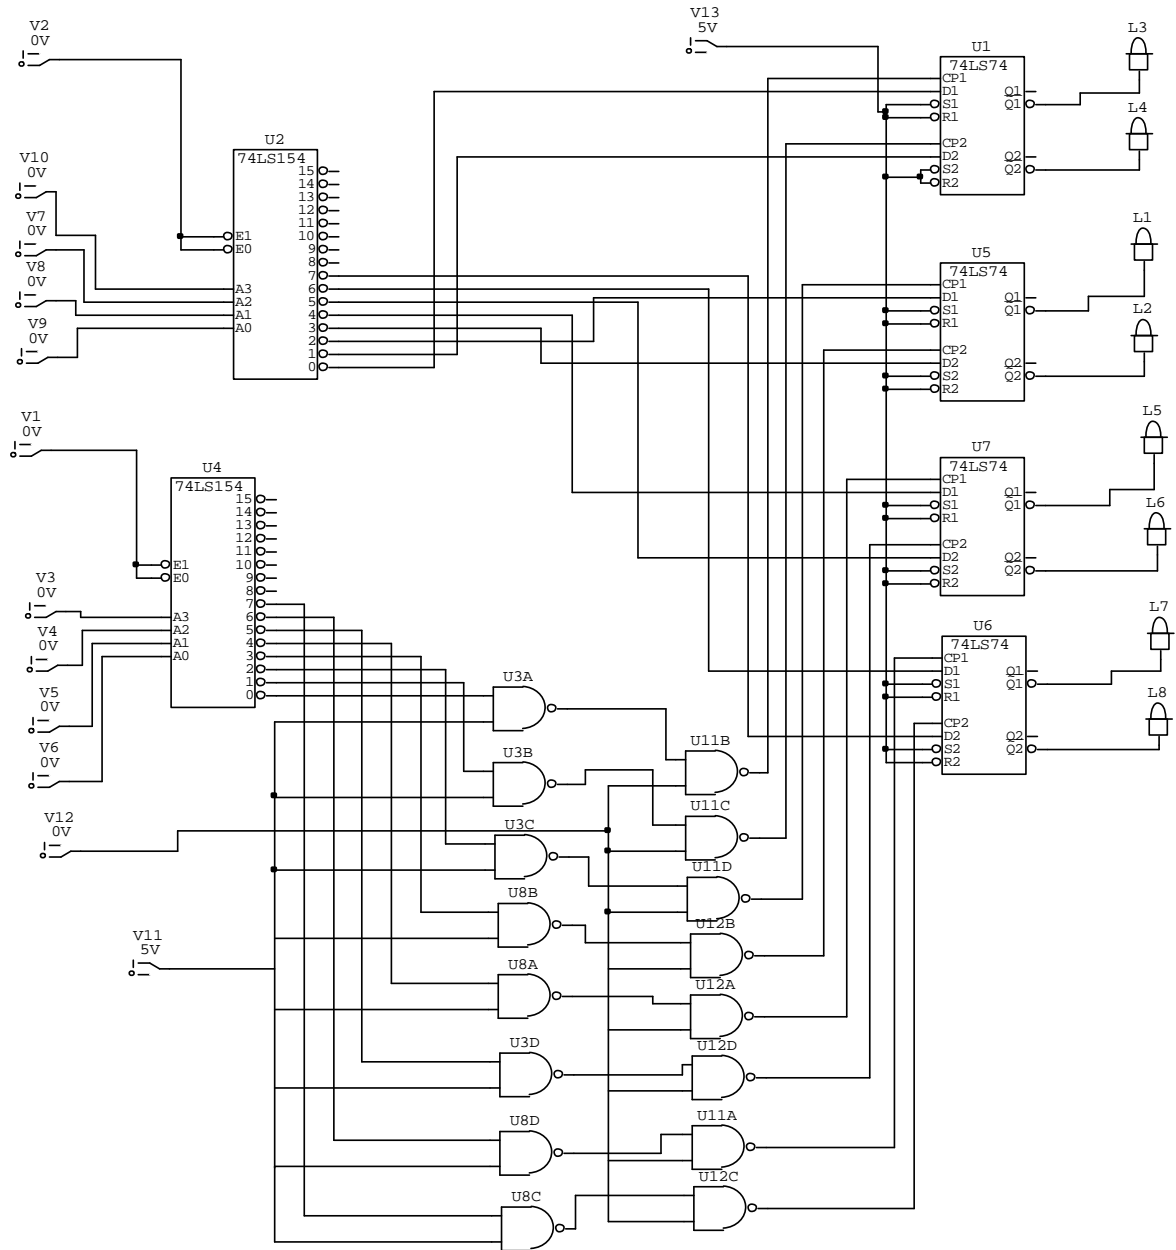 V2
0V
V13
5V
L3
U1
74LS74
CP1
D1
S1
R1
CP2
D2
S2
R2
Q1
Q1
Q2
Q2
L4
U2
74LS154
15
14
13
12
11
10
9
8
7
6
5
4
3
2
1
0
E1
E0
A3
A2
A1
A0
V10
0V
V7
0V
V8
0V
V9
0V
L1
U5
74LS74
CP1
D1
S1
R1
CP2
D2
S2
R2
Q1
Q1
Q2
Q2
L2
V1
0V
U4
74LS154
15
14
13
12
11
10
9
8
7
6
5
4
3
2
1
0
E1
E0
A3
A2
A1
A0
L5
U7
74LS74
CP1
D1
S1
R1
CP2
D2
S2
R2
Q1
Q1
Q2
Q2
L6
V3
0V
V4
0V
V5
0V
V6
0V
L7
U6
74LS74
CP1
D1
S1
R1
CP2
D2
S2
R2
Q1
Q1
Q2
Q2
L8
U3A
U3B
U11B
V12
0V
U3C
U11C
U11D
U8B
U12B
V11
5V
U8A
U12A
U3D
U12D
U8D
U11A
U8C
U12C